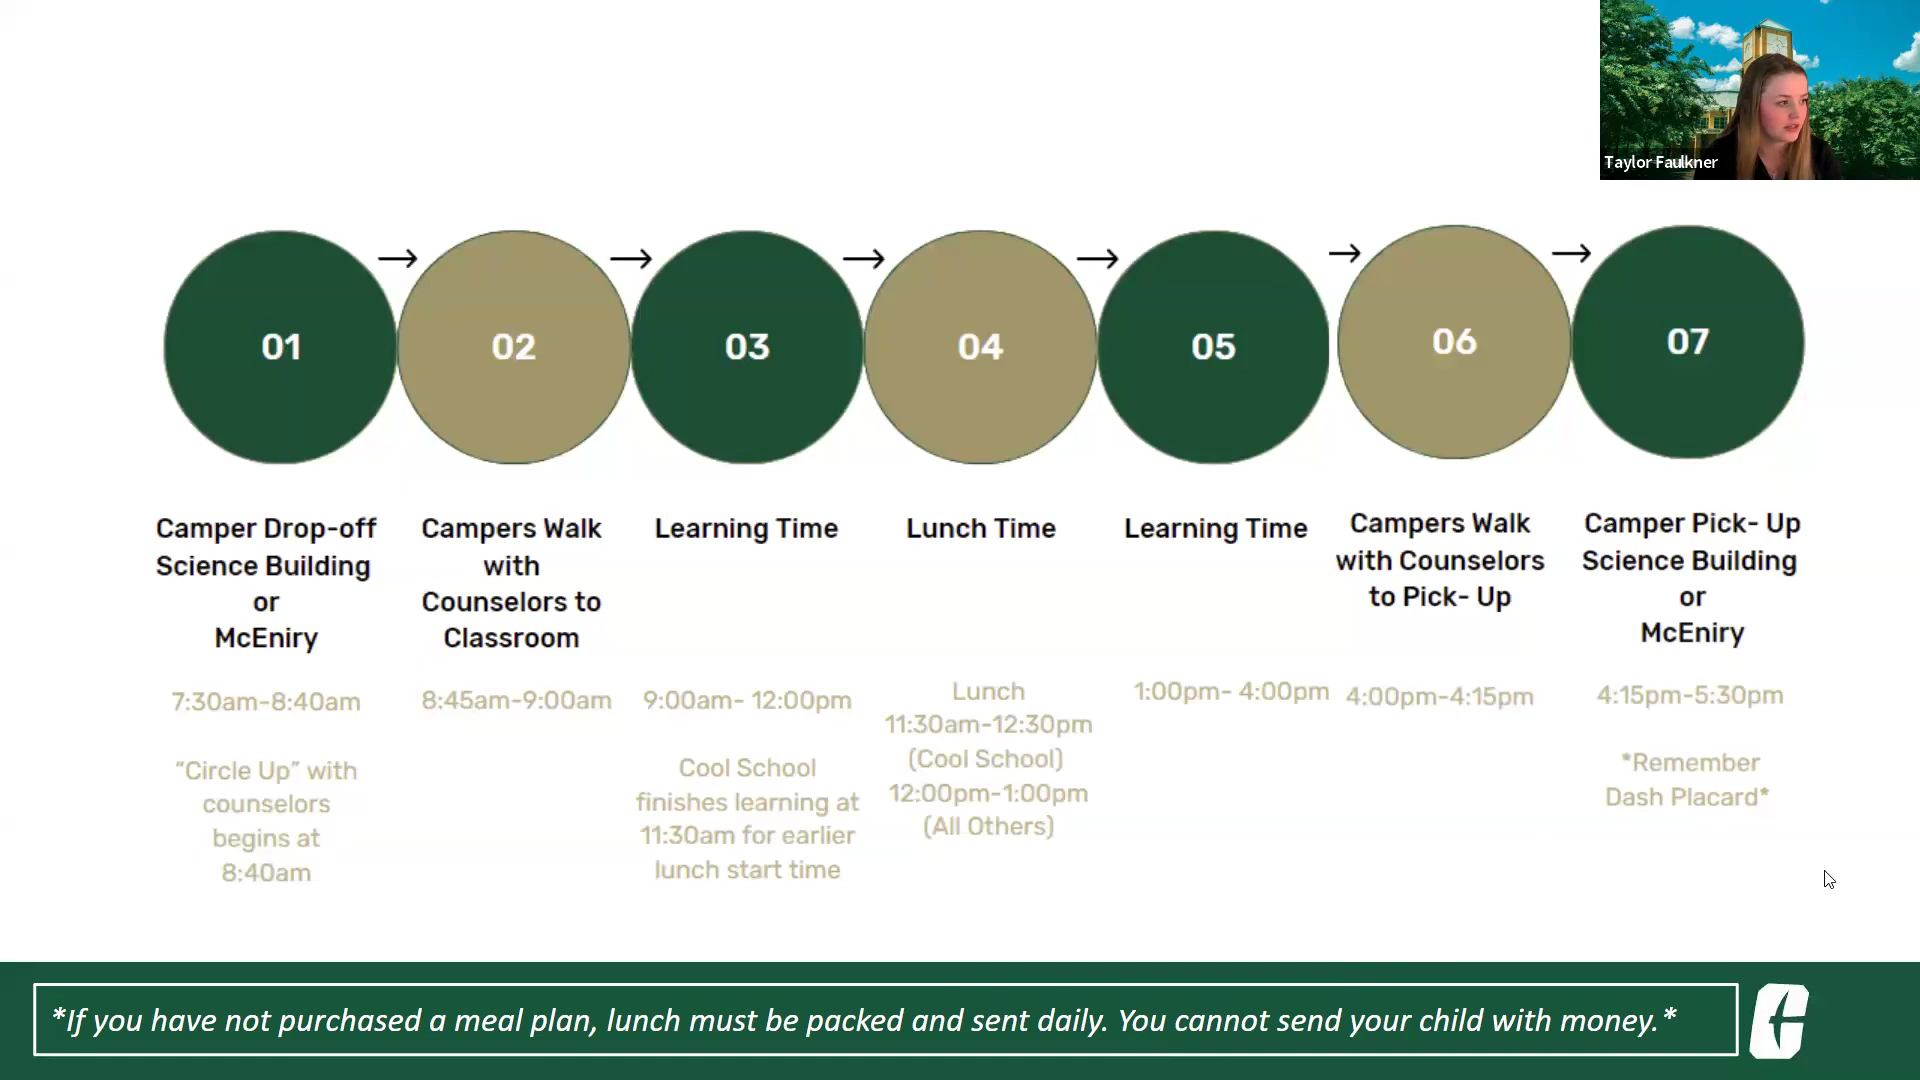 Taylor Faulkner
01
02
03
04
05
06
07
Camper Drop-off
Science Building
or
McEniry
7:30am-8:40am
“Circle Up” with
counselors
begins at
8:40am
Campers Walk
with
Counselors to
Classroom
8:45am-9:00am
Learning Time
9:00am- 12:00pm
Cool School
finishes learning at
11:30am for earlier
lunch start time
Lunch Time
Lunch
11:30am-12:30pm
(Cool School)
12:00pm-1:00pm
(All Others)
Learning Time
1:00pm- 4:00pm
Campers Walk
with Counselors
to Pick- Up
4:00pm-4:15pm
Camper Pick- Up
Science Building
or
McEniry
4:15pm-5:30pm
*Remember
Dash Placard*
*If you have not purchased a meal plan, lunch must be packed and sent daily. You cannot send your child with money.*